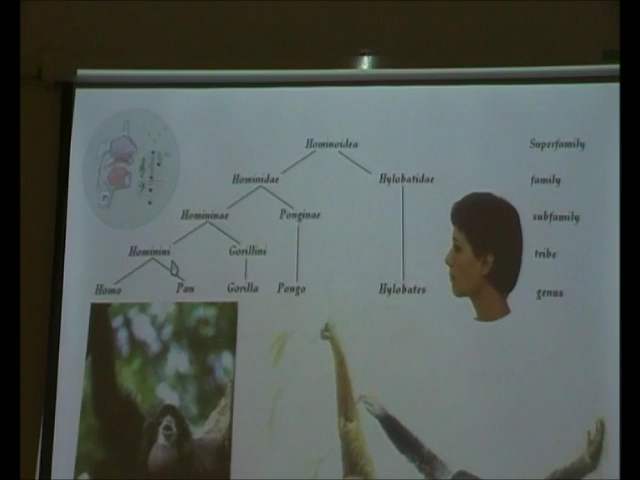 Hominoidea Superfamily
Hominidae Hylobatidae family
Homininae Ponginae subfamily
Hominini Gorillini tribe
Homo Pan Gorilla Pongo Hylobates genus